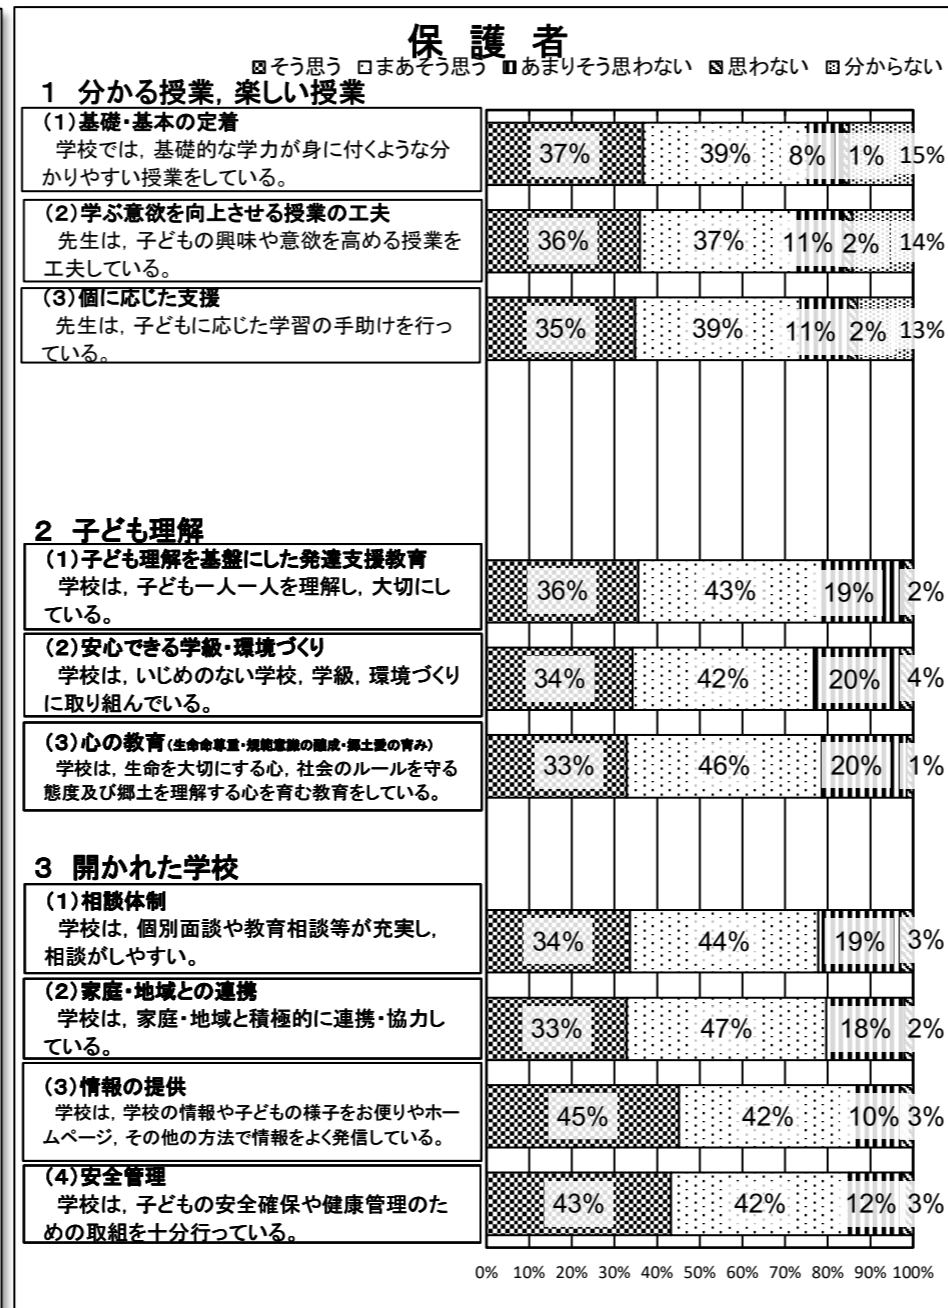 保 護 者
そう思う まあそう思う あまりそう思わない 思わない 分からない
1 分かる授業，楽しい授業
（1）基礎・基本の定着
学校では，基礎的な学力が身に付くような分
かりやすい授業をしている。
37% 39% 8% 1% 15%
（2）学ぶ意欲を向上させる授業の工夫
先生は，子どもの興味や意欲を高める授業を
工夫している。
36% 37% 11% 2% 14%
（3）個に応じた支援
先生は，子どもに応じた学習の手助けを行っ
ている。
35% 39% 11% 2% 13%
2 子ども理解
（1）子ども理解を基盤にした発達支援教育
学校は，子ども一人一人を理解し，大切にし
ている。
36% 43% 19% 2%
（2）安心できる学級・環境づくり
学校は，いじめのない学校，学級，環境づくり
に取り組んでいる。
34% 42% 20% 4%
（3）心の教育（生命命尊重・規範意識の醸成・郷土愛の育み）
学校は，生命を大切にする心，社会のルールを守る
態度及び郷土を理解する心を育む教育をしている。
33% 46% 20% 1%
3 開かれた学校
（1）相談体制
学校は，個別面談や教育相談等が充実し，
相談がしやすい。
34% 44% 19% 3%
（2）家庭・地域との連携
学校は，家庭・地域と積極的に連携・協力し
ている。
33% 47% 18% 2%
（3）情報の提供
学校は，学校の情報や子どもの様子をお便りやホー
ムページ，その他の方法で情報をよく発信している。
45% 42% 10% 3%
（4）安全管理
学校は，子どもの安全確保や健康管理のた
めの取組を十分行っている。
43% 42% 12% 3%
0% 10% 20% 30% 40% 50% 60% 70% 80% 90% 100%